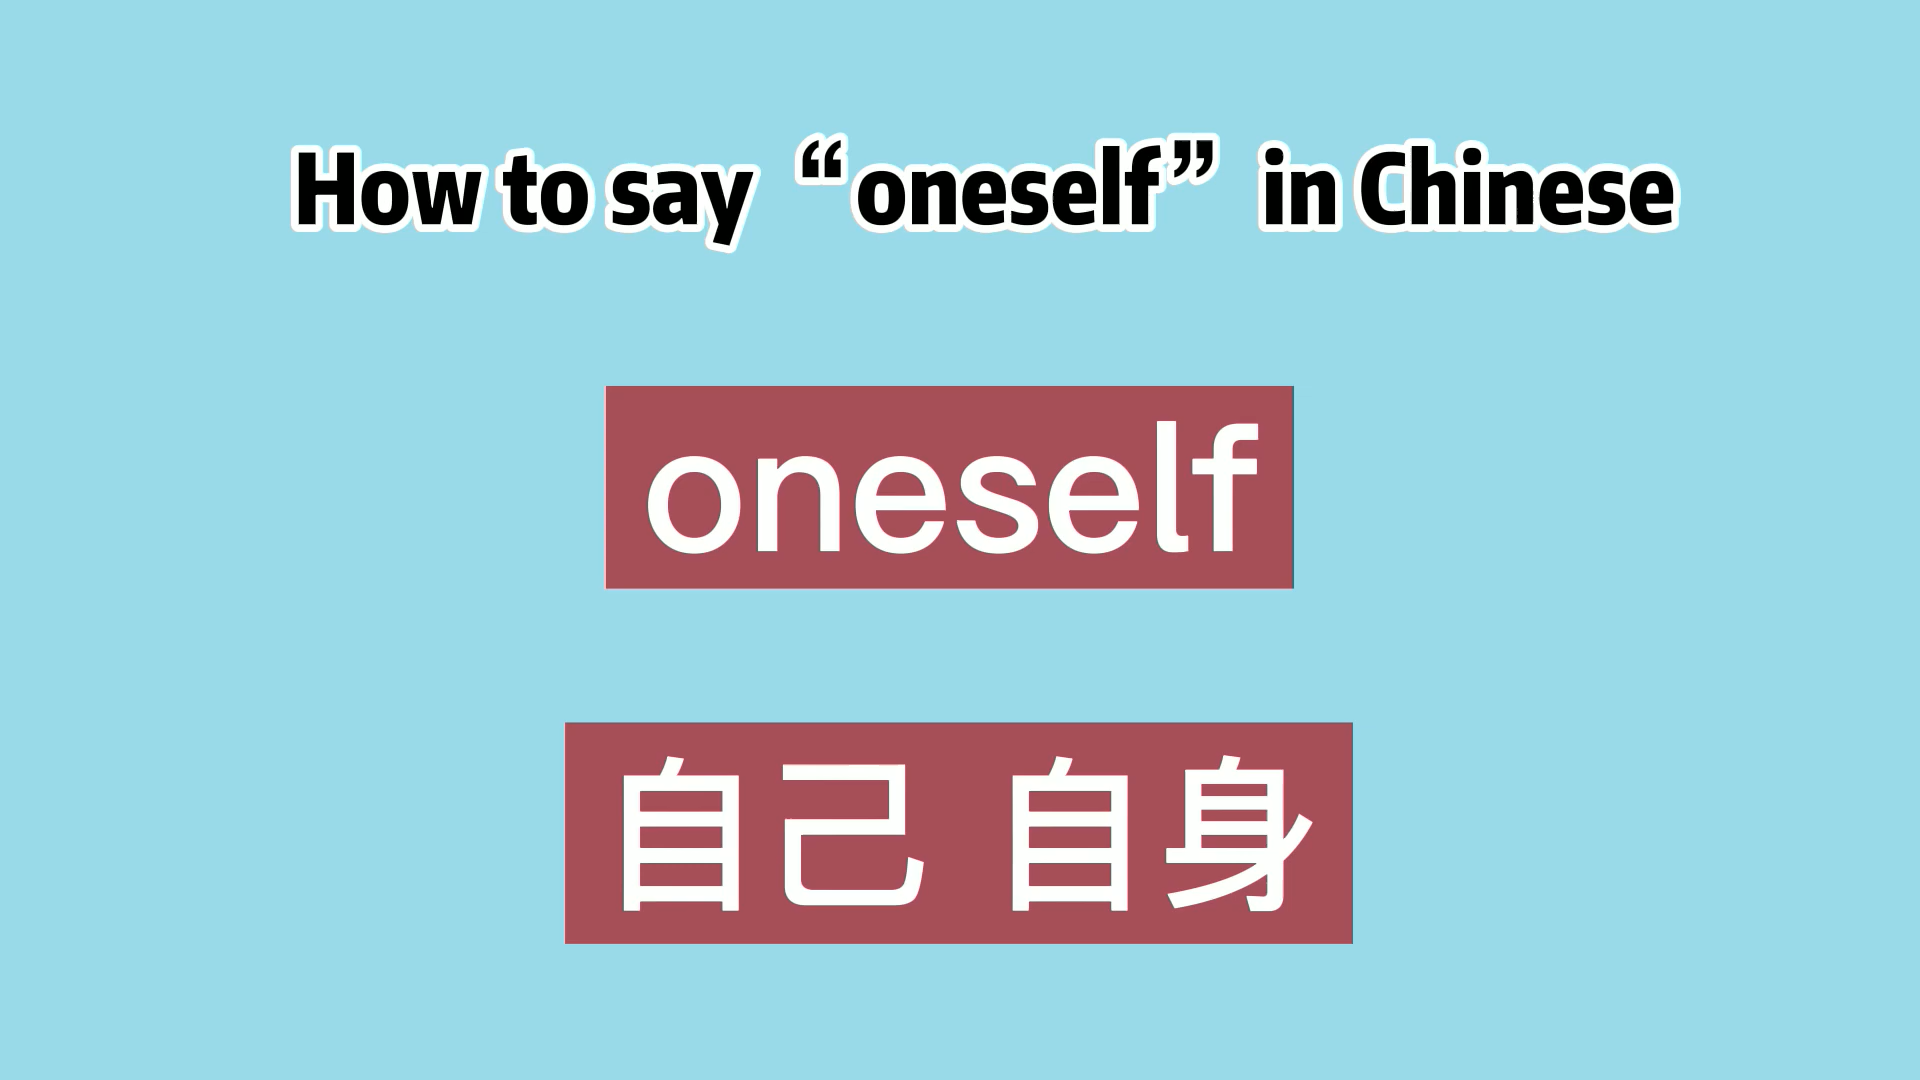 How to say “oneself” in Chinese
oneself
自己 自身